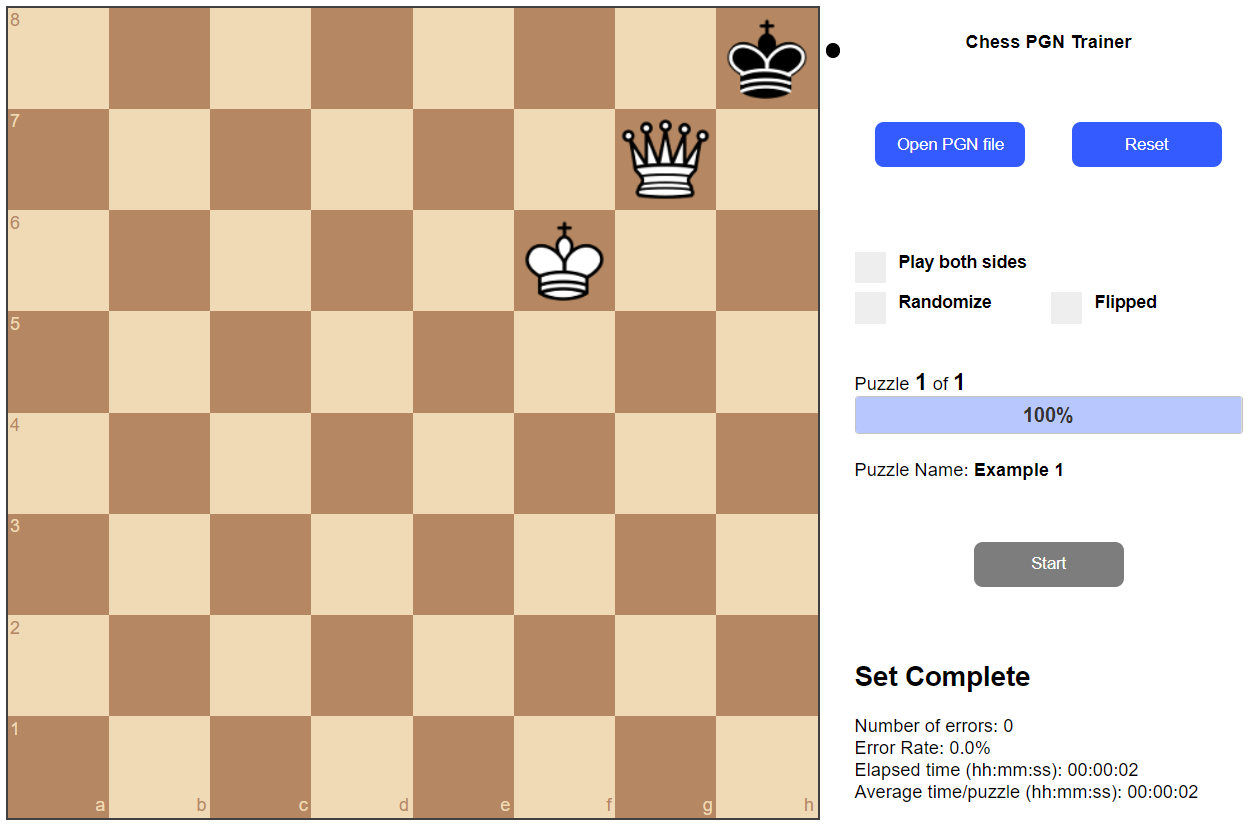 8
7
6
5
4
3
2
1
a b c d e f g h
Chess PGN Trainer
Open PGN file
Reset
Play both sides
Randomize
Flipped
Puzzle 1 of 1
100%
Puzzle Name: Example 1
Start
Set Complete
Number of errors: 0
Error Rate: 0.0%
Elapsed time (hh:mm:ss): 00:00:02
Average time/puzzle (hh:mm:ss): 00:00:02